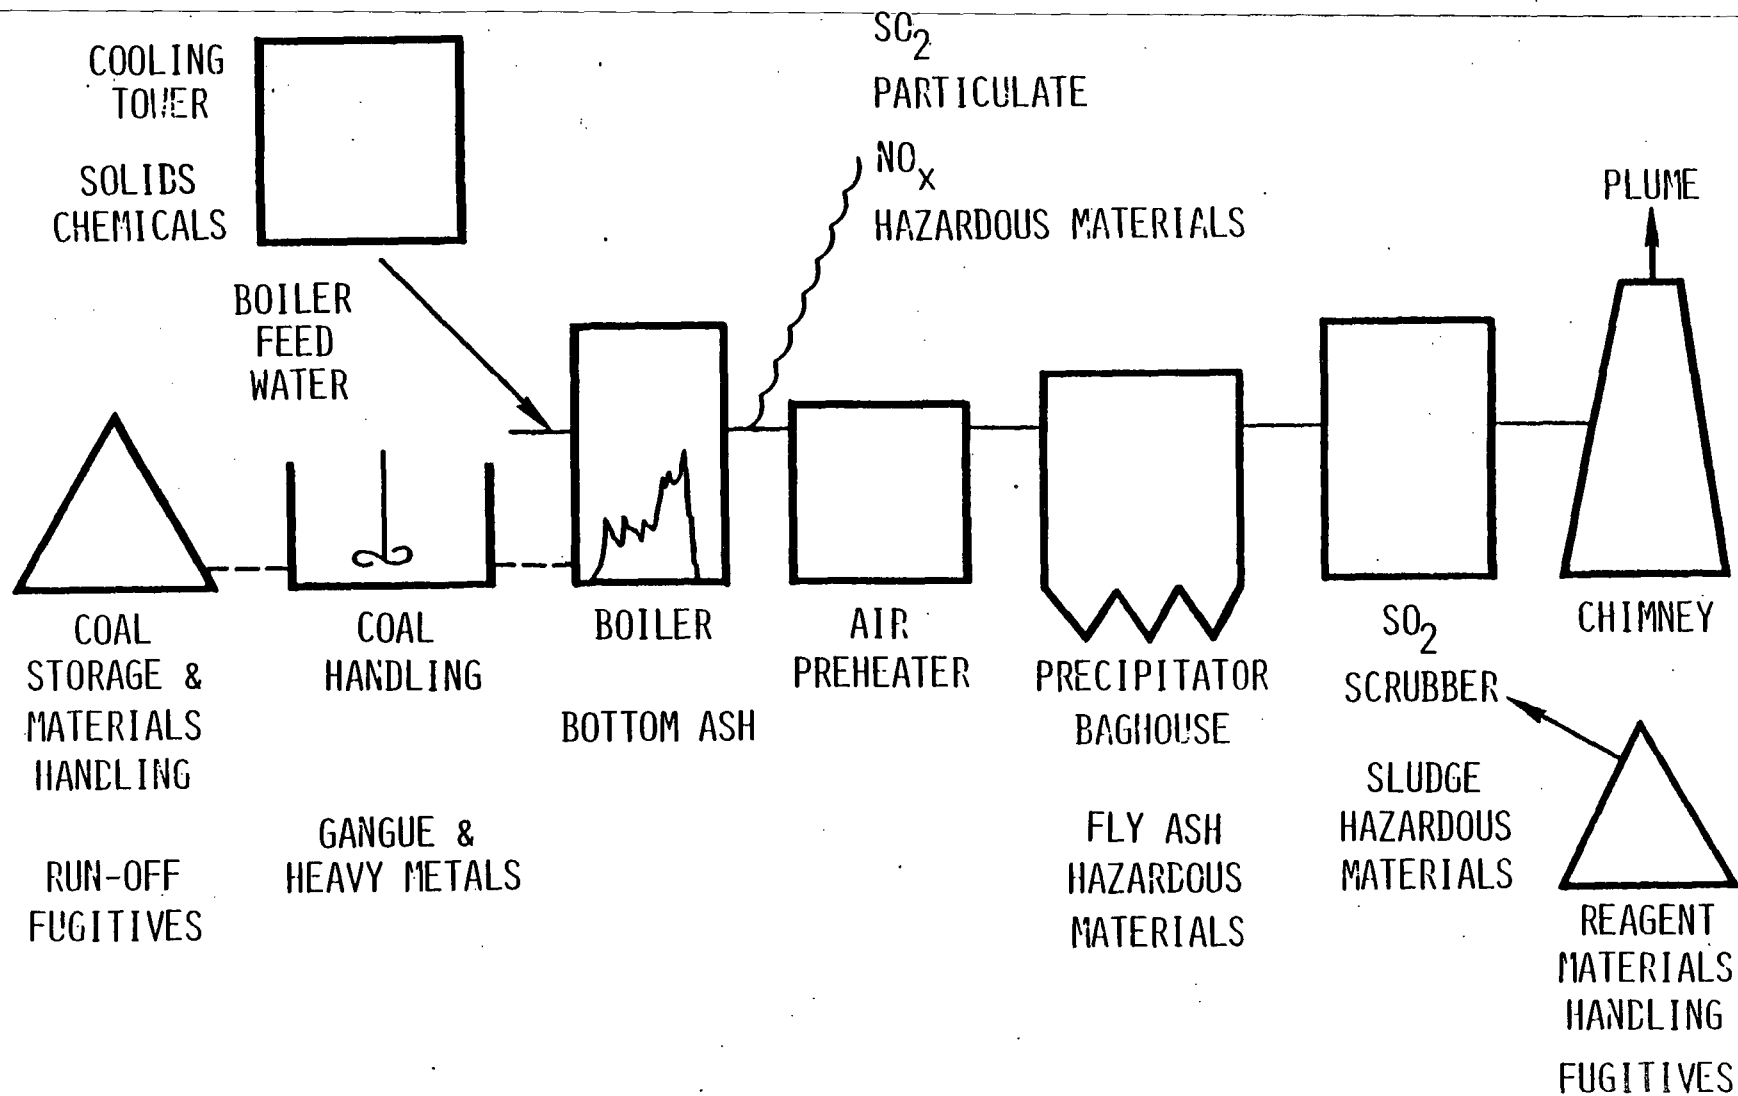 COOLING
TOWER
SOLIDS
CHEMICALS
SO2
PARTICULATE
NOx
HAZARDOUS MATERIALS
PLUME
BOILER
FEED
WATER
COAL
STORAGE &
MATERIALS
HANDLING
RUN-OFF
FUGITIVES
COAL
HANDLING
GANGUE &
HEAVY METALS
BOILER
BOTTOM ASH
AIR
PREHEATER
PRECIPITATOR
BAGHOUSE
FLY ASH
HAZARDOUS
MATERIALS
SO2
SCRUBBER
SLUDGE
HAZARDOUS
MATERIALS
CHIMNEY
REAGENT
MATERIALS
HANDLING
FUGITIVES